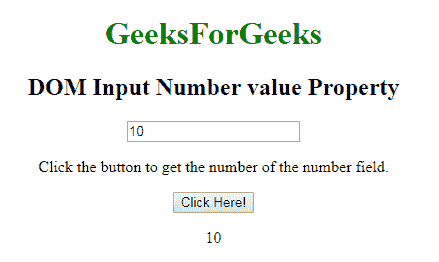 GeeksForGeeks
DOM Input Number value Property
10
Click the button to get the number of the number field.
Click Here!
10